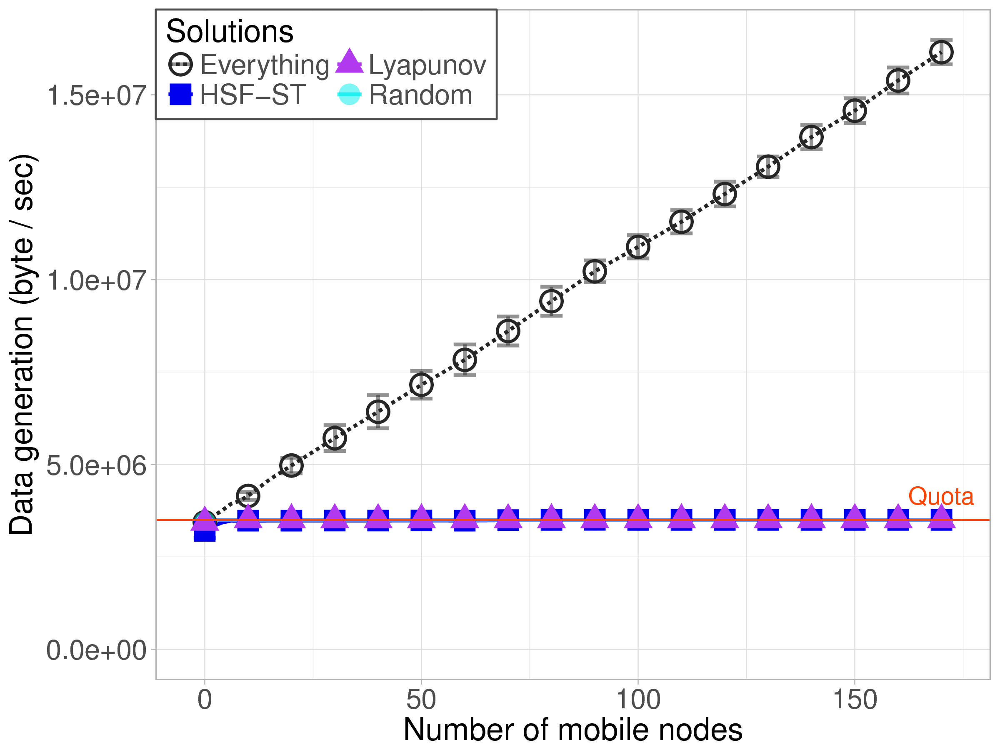 Solutions
Everything Lyapunov
HSF−ST Random
1.5e+07
1.0e+07
5.0e+06
0.0e+00
Data generation (byte / sec)
Quota
0 50 100 150
Number of mobile nodes